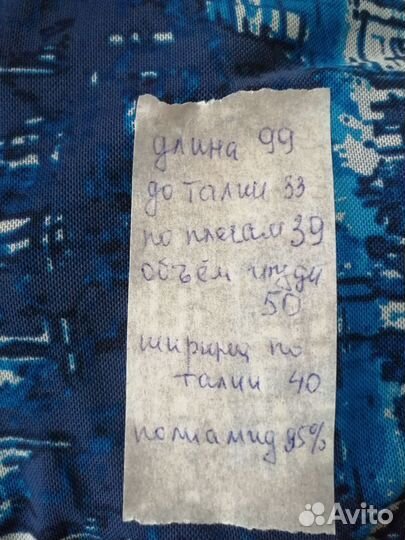 длина 99
до талии 33
по плечам 39
объём груди
50
ширина по
талии 40
полиамид 95%
Avito